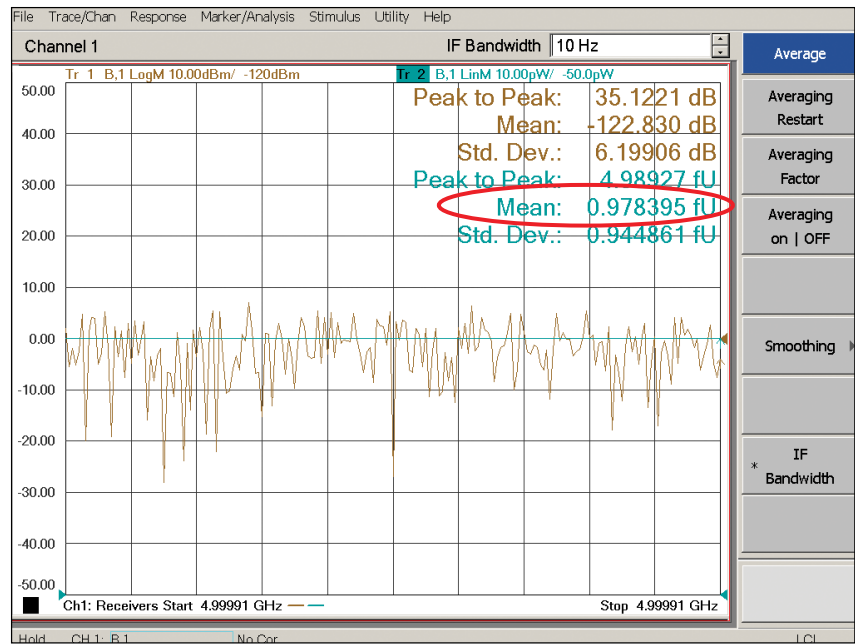 File Trace/Chan Response Marker/Analysis Stimulus Utility Help
Channel 1
IF Bandwidth 10 Hz
Tr 1 B,1 LogM 10.00dBm/ -120dBm
Tr 2 B,1 LinM 10.00pW/ -50.0pW
Peak to Peak: 35.1221 dB
Mean: -122.830 dB
Std. Dev.: 6.19906 dB
Peak to Peak: 4.98927 fU
Mean: 0.978395 fU
Std. Dev.: 0.944861 fU
50.00
40.00
30.00
20.00
10.00
0.00
-10.00
-20.00
-30.00
-40.00
-50.00
Ch1: Receivers Start 4.99991 GHz
Stop 4.99991 GHz
Average
Averaging
Restart
Averaging
Factor
Averaging
on | OFF
Smoothing
* IF
Bandwidth
Hold CH 1: B,1 No Cor LCL